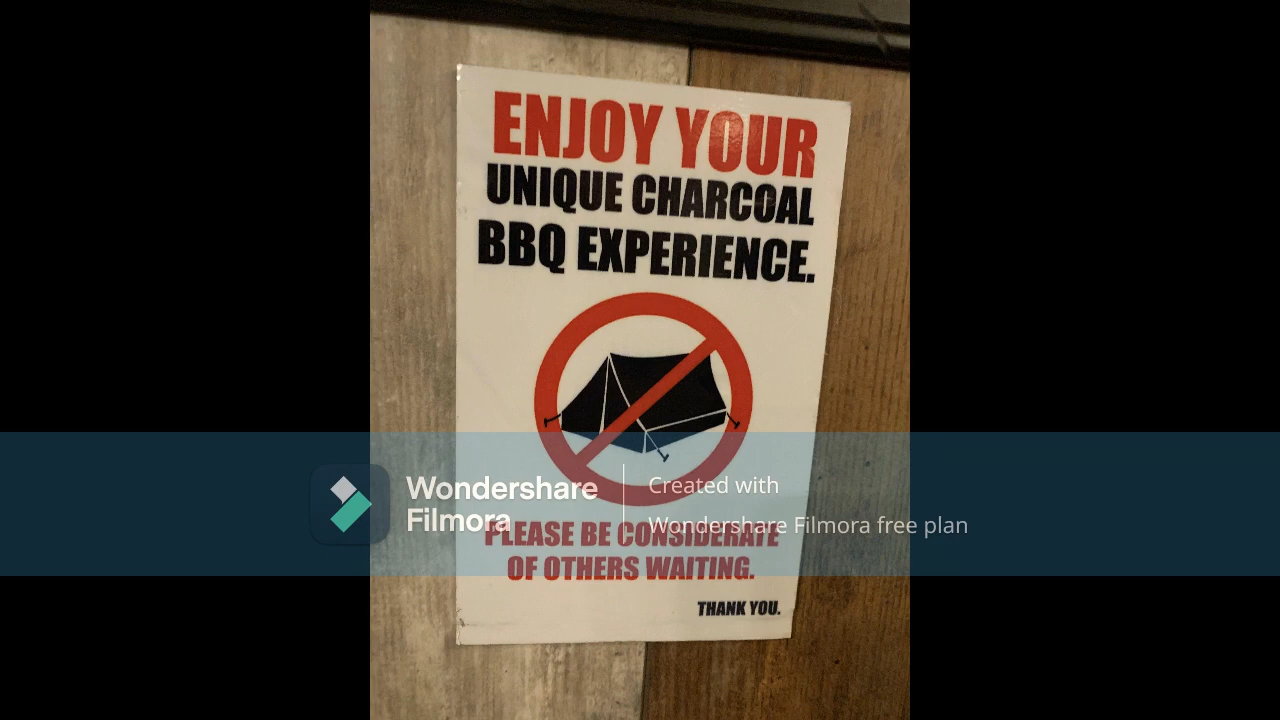 ENJOY YOUR
UNIQUE CHARCOAL
BBQ EXPERIENCE.
Wondershare
Filmora
Created with
Wondershare Filmora free plan
PLEASE BE CONSIDERATE
OF OTHERS WAITING.
THANK YOU.